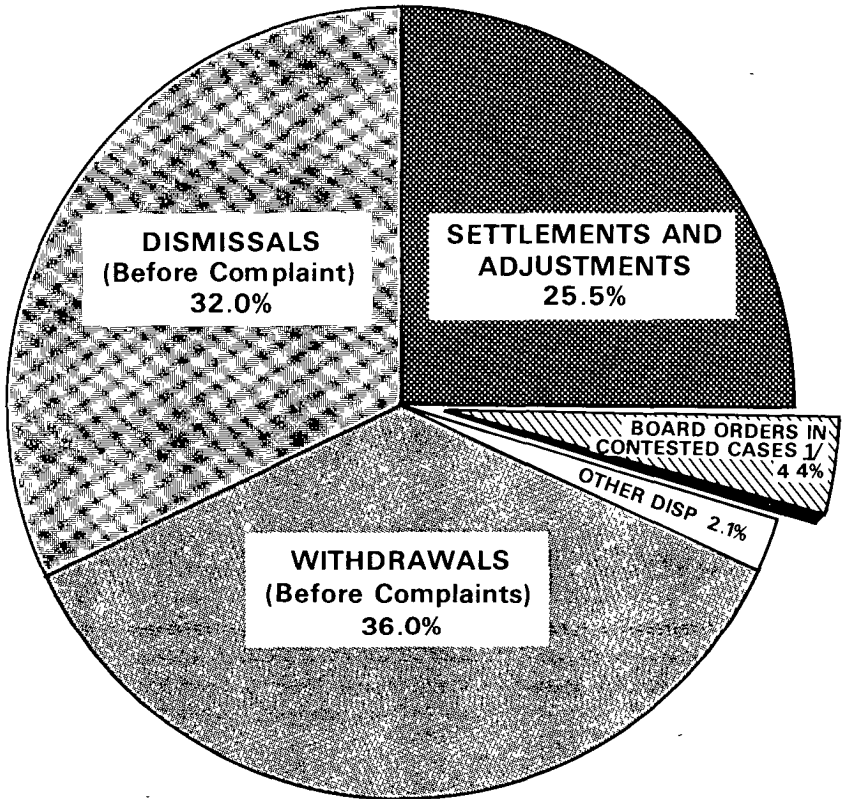 DISMISSALS
(Before Complaint)
32.0%
SETTLEMENTS AND
ADJUSTMENTS
25.5%
BOARD ORDERS IN
CONTESTED CASES 1/
4 4%
OTHER DISP 2.1%
WITHDRAWALS
(Before Complaints)
36.0%